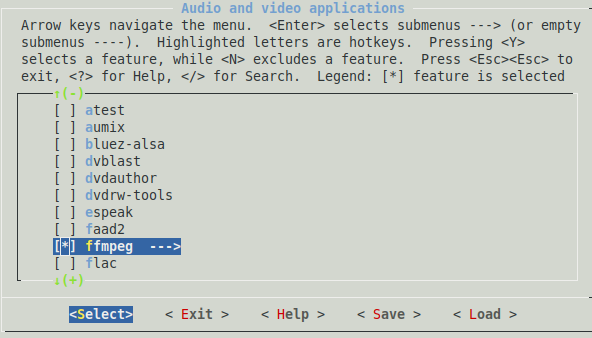 Audio and video applications
Arrow keys navigate the menu.  <Enter> selects submenus ---> (or empty
submenus ----).  Highlighted letters are hotkeys.  Pressing <Y>
selects a feature, while <N> excludes a feature.  Press <Esc><Esc> to
exit, <?> for Help, </> for Search.  Legend: [*] feature is selected
↑(-)
[ ] atest
[ ] aumix
[ ] bluez-alsa
[ ] dvblast
[ ] dvdauthor
[ ] dvdrw-tools
[ ] espeak
[ ] faad2
[*] ffmpeg  --->
[ ] flac
↓(+)
<Select>    < Exit >    < Help >    < Save >    < Load >